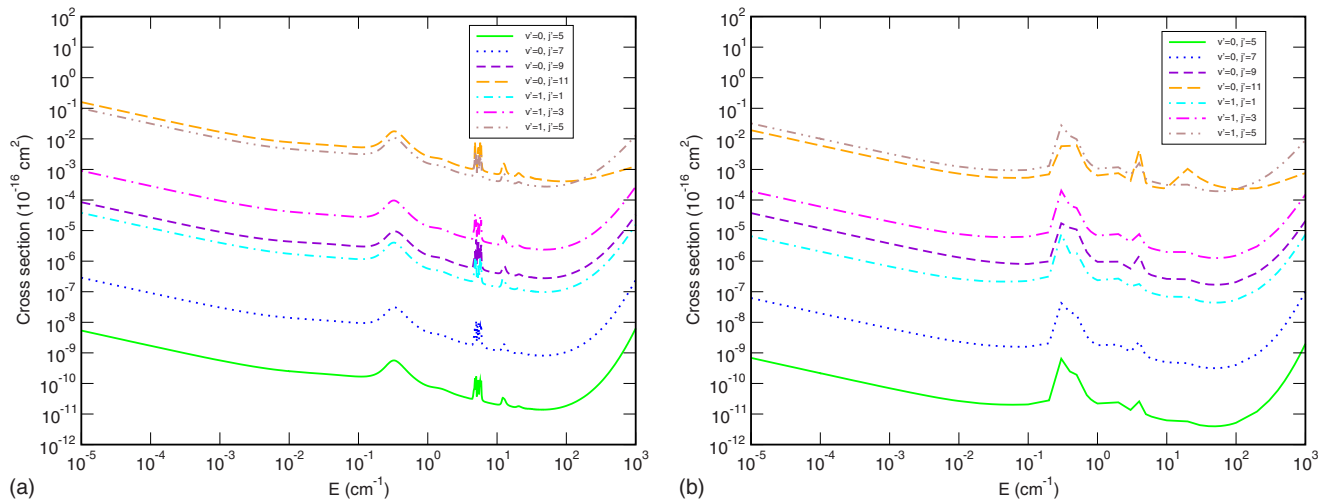 10^2
10^1
10^0
10^-1
10^-2
10^-3
10^-4
10^-5
10^-6
10^-7
10^-8
10^-9
10^-10
10^-11
10^-12
Cross section (10^-16 cm^2)
v'=0, j'=5
v'=0, j'=7
v'=0, j'=9
v'=0, j'=11
v'=1, j'=1
v'=1, j'=3
v'=1, j'=5
10^-5 10^-4 10^-3 10^-2 10^-1 10^0 10^1 10^2 10^3
E (cm^-1)
(a)
10^2
10^1
10^0
10^-1
10^-2
10^-3
10^-4
10^-5
10^-6
10^-7
10^-8
10^-9
10^-10
10^-11
10^-12
Cross section (10^-16 cm^2)
v'=0, j'=5
v'=0, j'=7
v'=0, j'=9
v'=0, j'=11
v'=1, j'=1
v'=1, j'=3
v'=1, j'=5
10^-5 10^-4 10^-3 10^-2 10^-1 10^0 10^1 10^2 10^3
E (cm^-1)
(b)